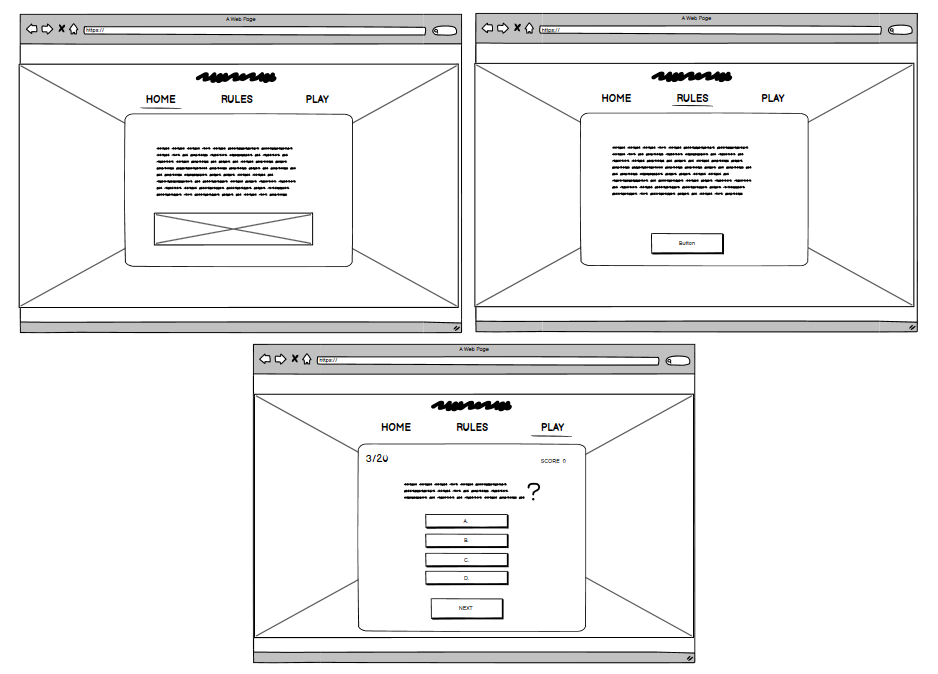 A Web Page
https://
HOME RULES PLAY
A Web Page
https://
HOME RULES PLAY
Button
A Web Page
https://
HOME RULES PLAY
3/20 SCORE 0
?
A.
B.
C.
D.
NEXT